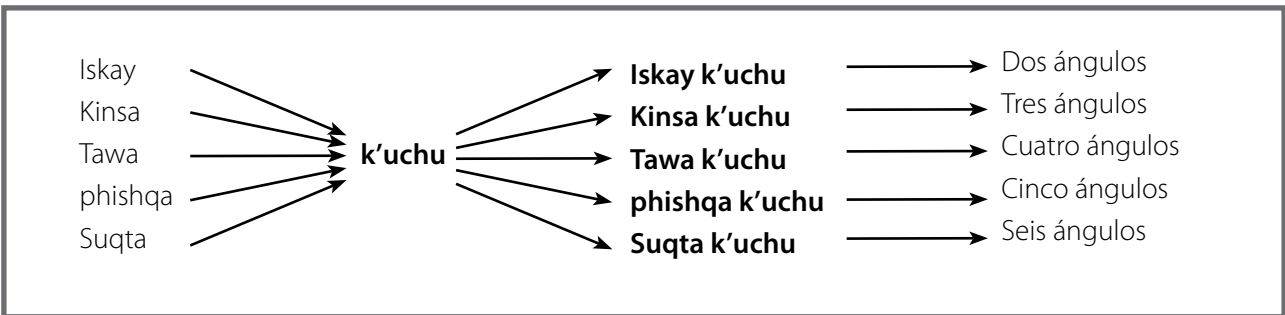 Iskay
Kinsa
Tawa
phishqa
Suqta
k’uchu
Iskay k’uchu
Kinsa k’uchu
Tawa k’uchu
phishqa k’uchu
Suqta k’uchu
Dos ángulos
Tres ángulos
Cuatro ángulos
Cinco ángulos
Seis ángulos